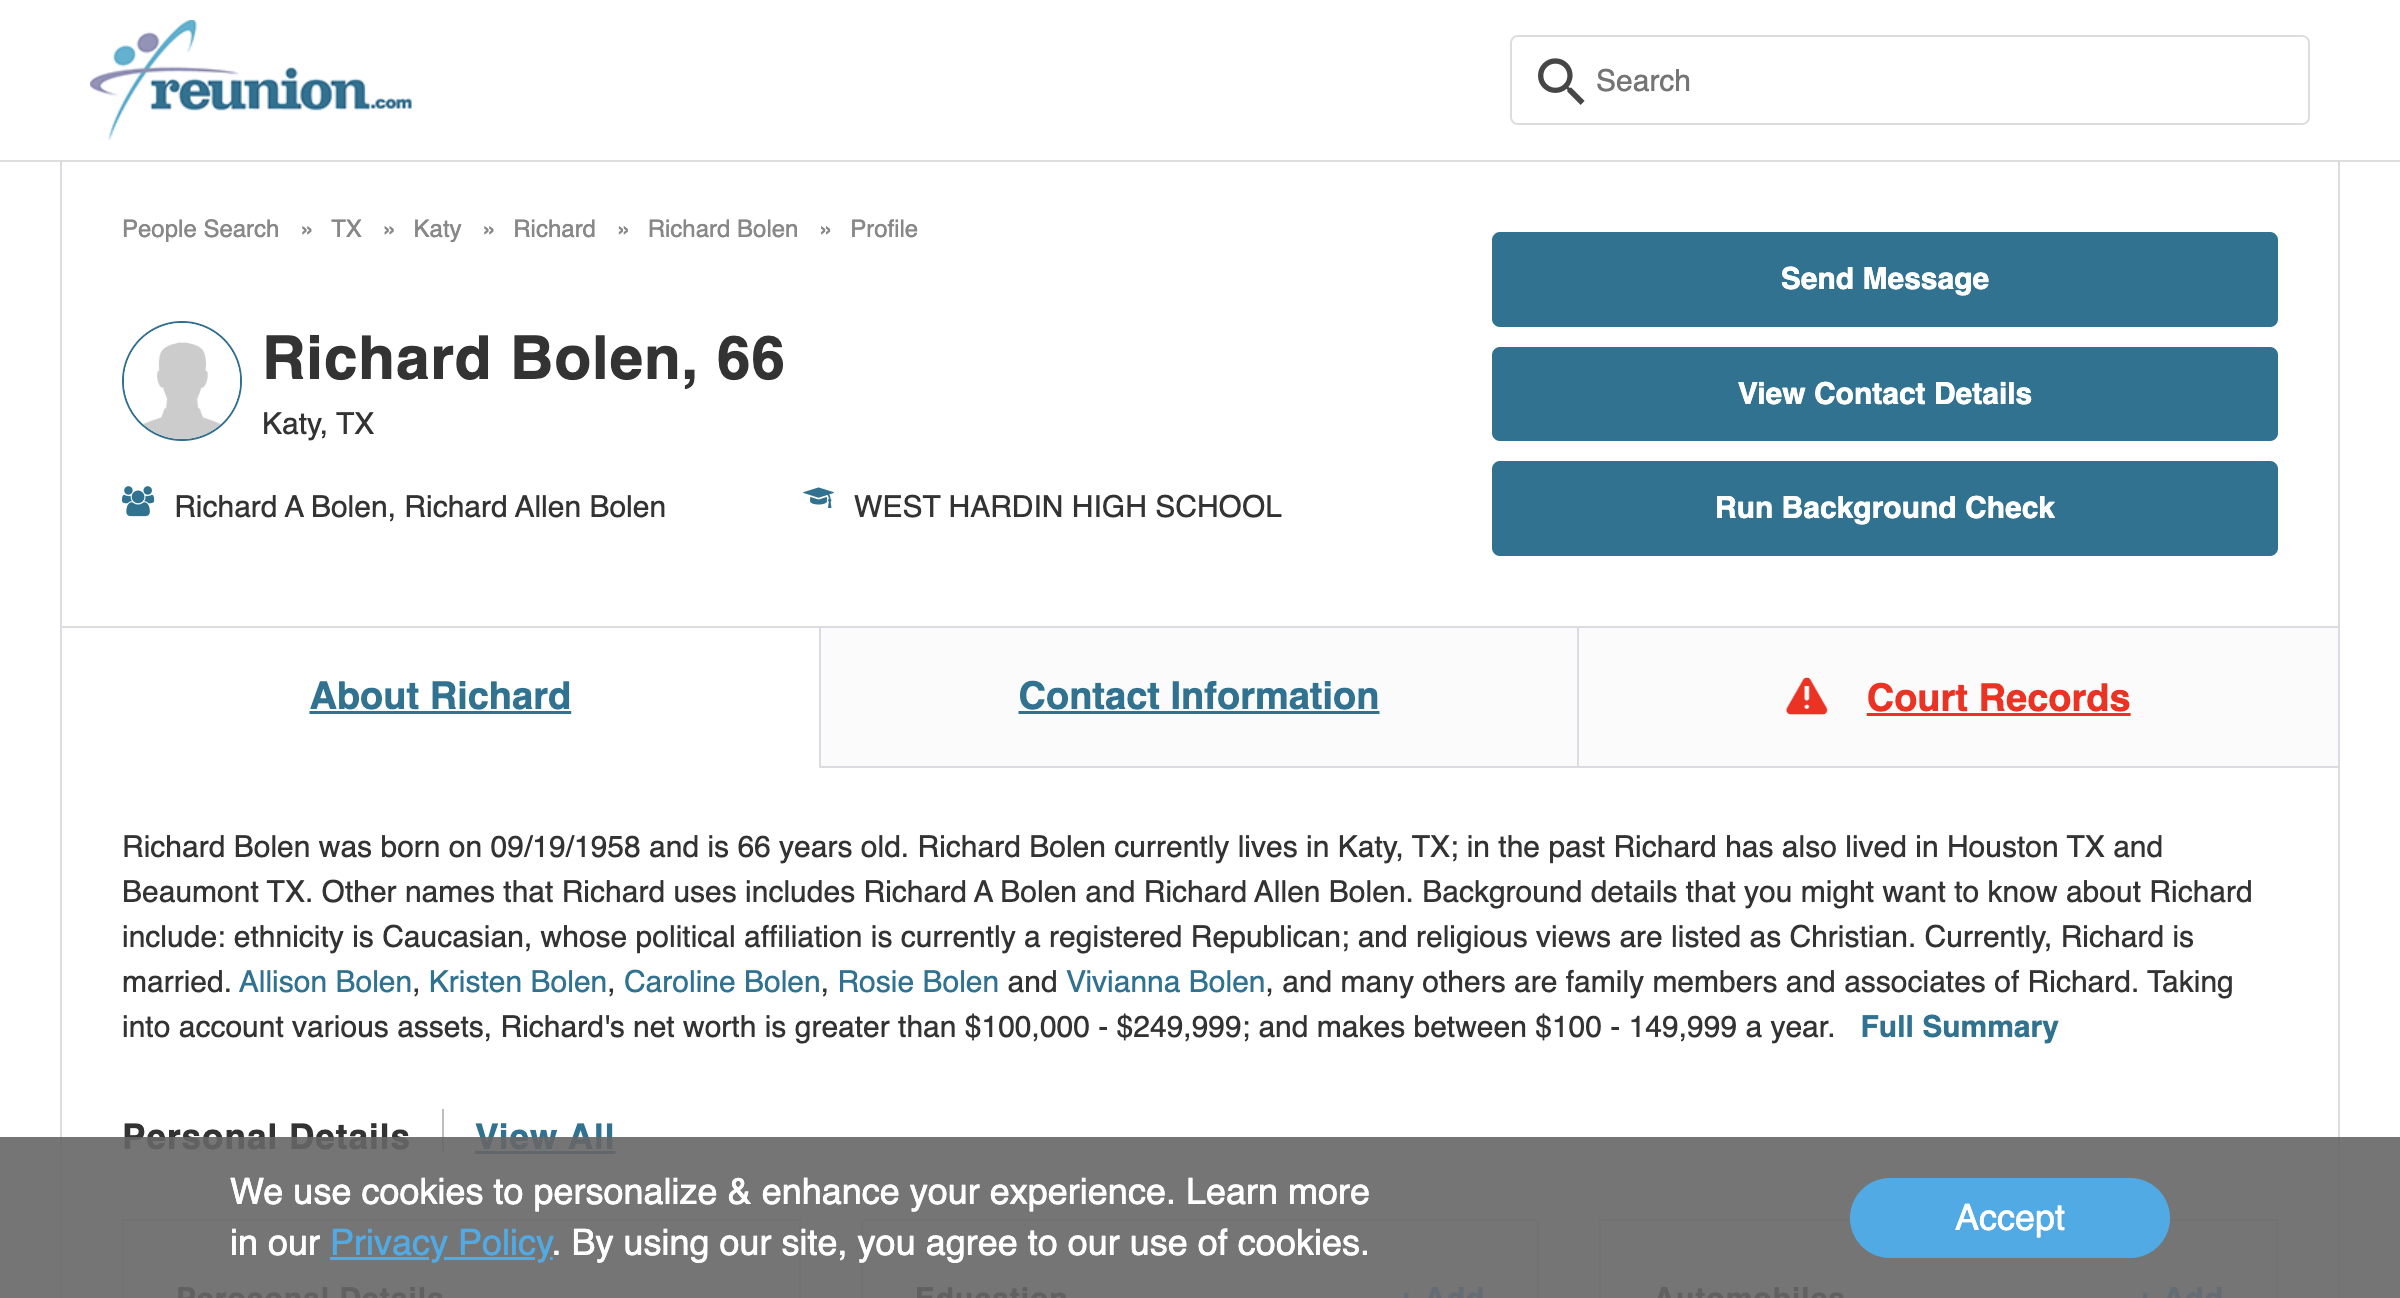 reunion.com
Search
People Search » TX » Katy » Richard » Richard Bolen » Profile
Send Message
Richard Bolen, 66
View Contact Details
Katy, TX
Richard A Bolen, Richard Allen Bolen
WEST HARDIN HIGH SCHOOL
Run Background Check
About Richard
Contact Information
Court Records
Richard Bolen was born on 09/19/1958 and is 66 years old. Richard Bolen currently lives in Katy, TX; in the past Richard has also lived in Houston TX and
Beaumont TX. Other names that Richard uses includes Richard A Bolen and Richard Allen Bolen. Background details that you might want to know about Richard
include: ethnicity is Caucasian, whose political affiliation is currently a registered Republican; and religious views are listed as Christian. Currently, Richard is
married. Allison Bolen, Kristen Bolen, Caroline Bolen, Rosie Bolen and Vivianna Bolen, and many others are family members and associates of Richard. Taking
into account various assets, Richard's net worth is greater than $100,000 - $249,999; and makes between $100 - 149,999 a year. Full Summary
Personal Details View All
We use cookies to personalize & enhance your experience. Learn more
in our Privacy Policy. By using our site, you agree to our use of cookies.
Accept
Personal Details
Education + Add
Automobiles + Add